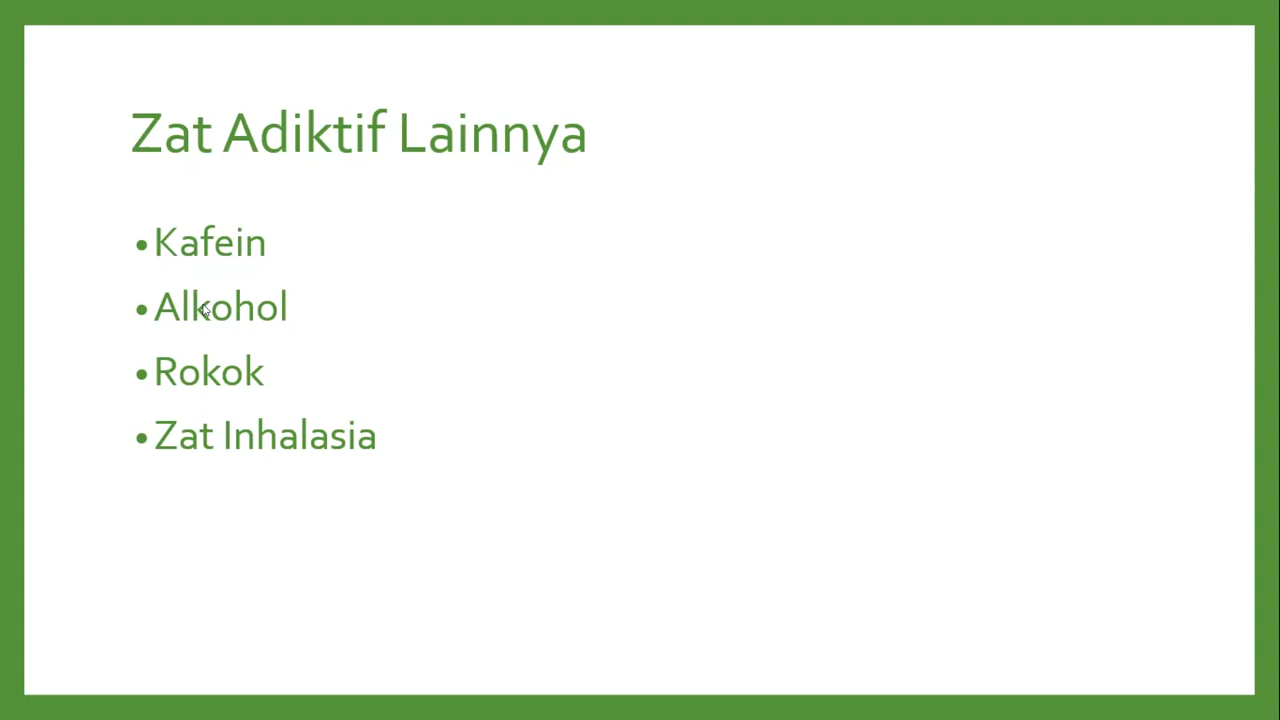 Zat Adiktif Lainnya
• Kafein
• Alkohol
• Rokok
• Zat Inhalasia